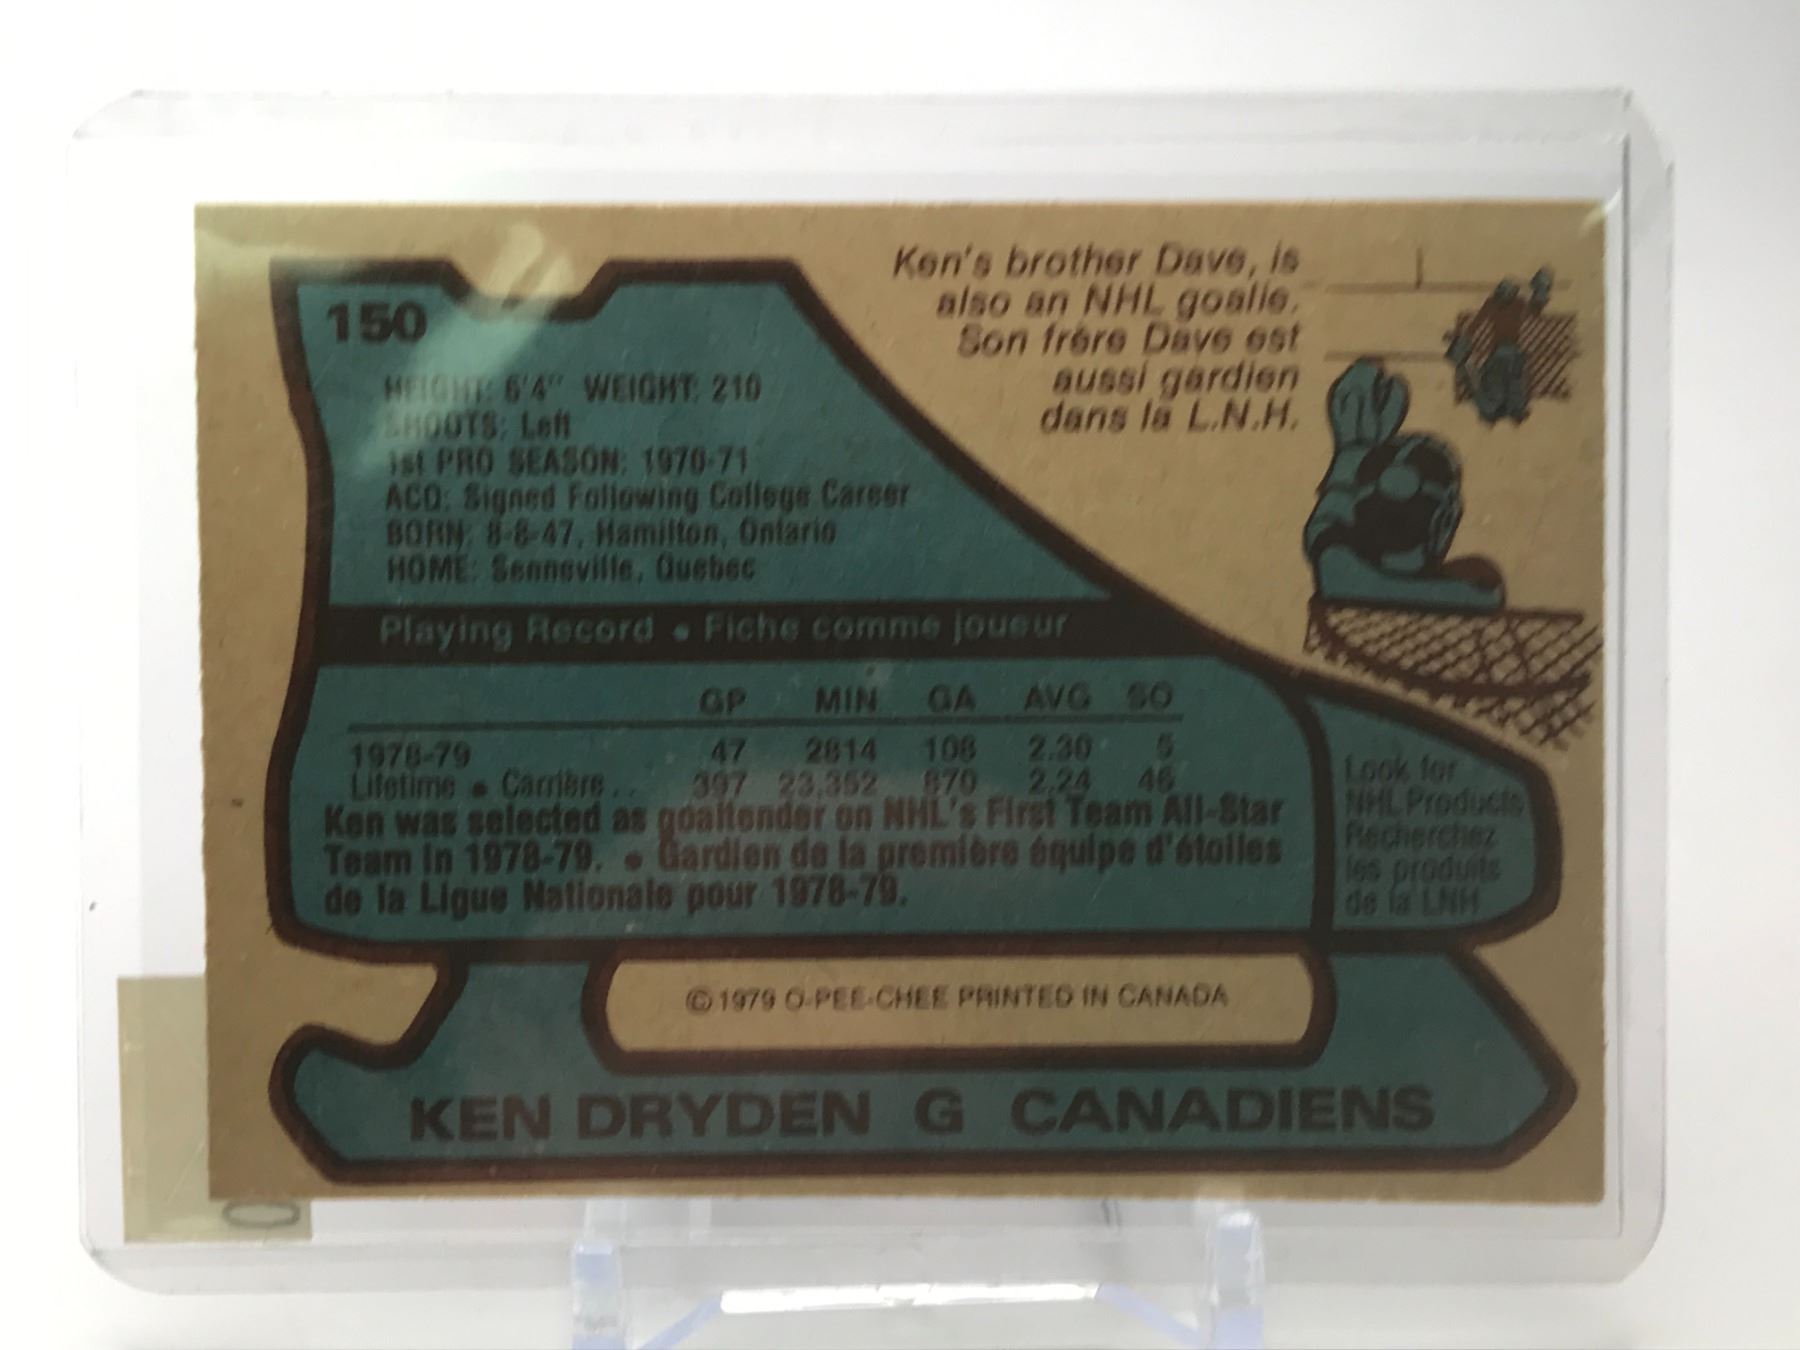 150
Ken's brother Dave, is
also an NHL goalie.
Son frère Dave est
aussi gardien
dans la L.N.H.
HEIGHT: 6'4" WEIGHT: 210
SHOOTS: Left
1st PRO SEASON: 1970-71
ACQ: Signed Following College Career
BORN: 8-8-47, Hamilton, Ontario
HOME: Senneville, Quebec
Playing Record • Fiche comme joueur
GP MIN GA AVG SO
1978-79 47 2814 108 2.30 5
Lifetime • Carrière .. 397 23,352 870 2.24 46
Ken was selected as goaltender on NHL's First Team All-Star
Team in 1978-79. • Gardien de la première équipe d'étoiles
de la Ligue Nationale pour 1978-79.
Look for
NHL Products
Recherchez
les produits
de la LNH
© 1979 O-PEE-CHEE PRINTED IN CANADA
KEN DRYDEN G CANADIENS